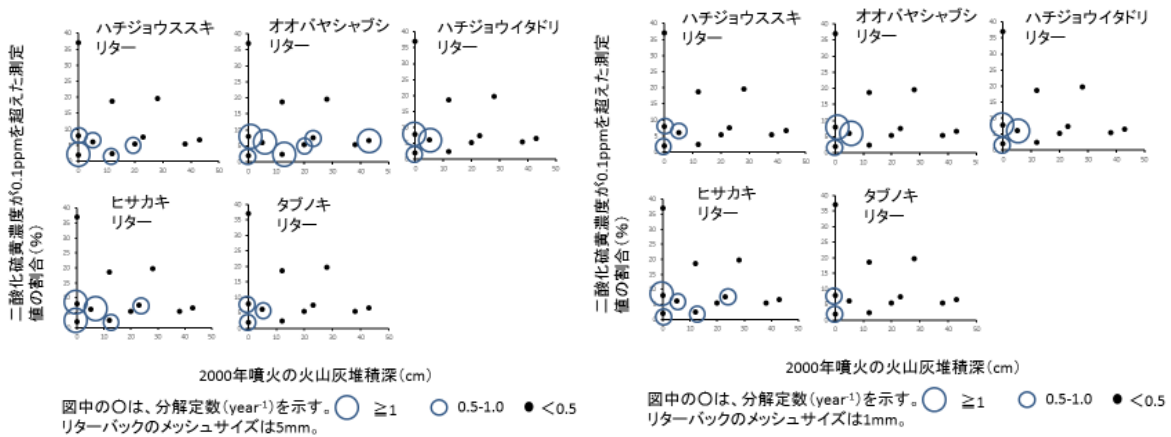 ハチジョウススキ
リター
オオバヤシャブシ
リター
ハチジョウイタドリ
リター
ヒサカキ
リター
タブノキ
リター
二酸化硫黄濃度が0.1ppmを超えた測定
値の割合(%)
2000年噴火の火山灰堆積深(cm)
図中の〇は、分解定数(year-1)を示す。 ≧1 0.5-1.0 <0.5
リターバックのメッシュサイズは5mm。
ハチジョウススキ
リター
オオバヤシャブシ
リター
ハチジョウイタドリ
リター
ヒサカキ
リター
タブノキ
リター
二酸化硫黄濃度が0.1ppmを超えた測定
値の割合(%)
2000年噴火の火山灰堆積深(cm)
図中の〇は、分解定数(year-1)を示す。 ≧1 0.5-1.0 <0.5
リターバックのメッシュサイズは1mm。